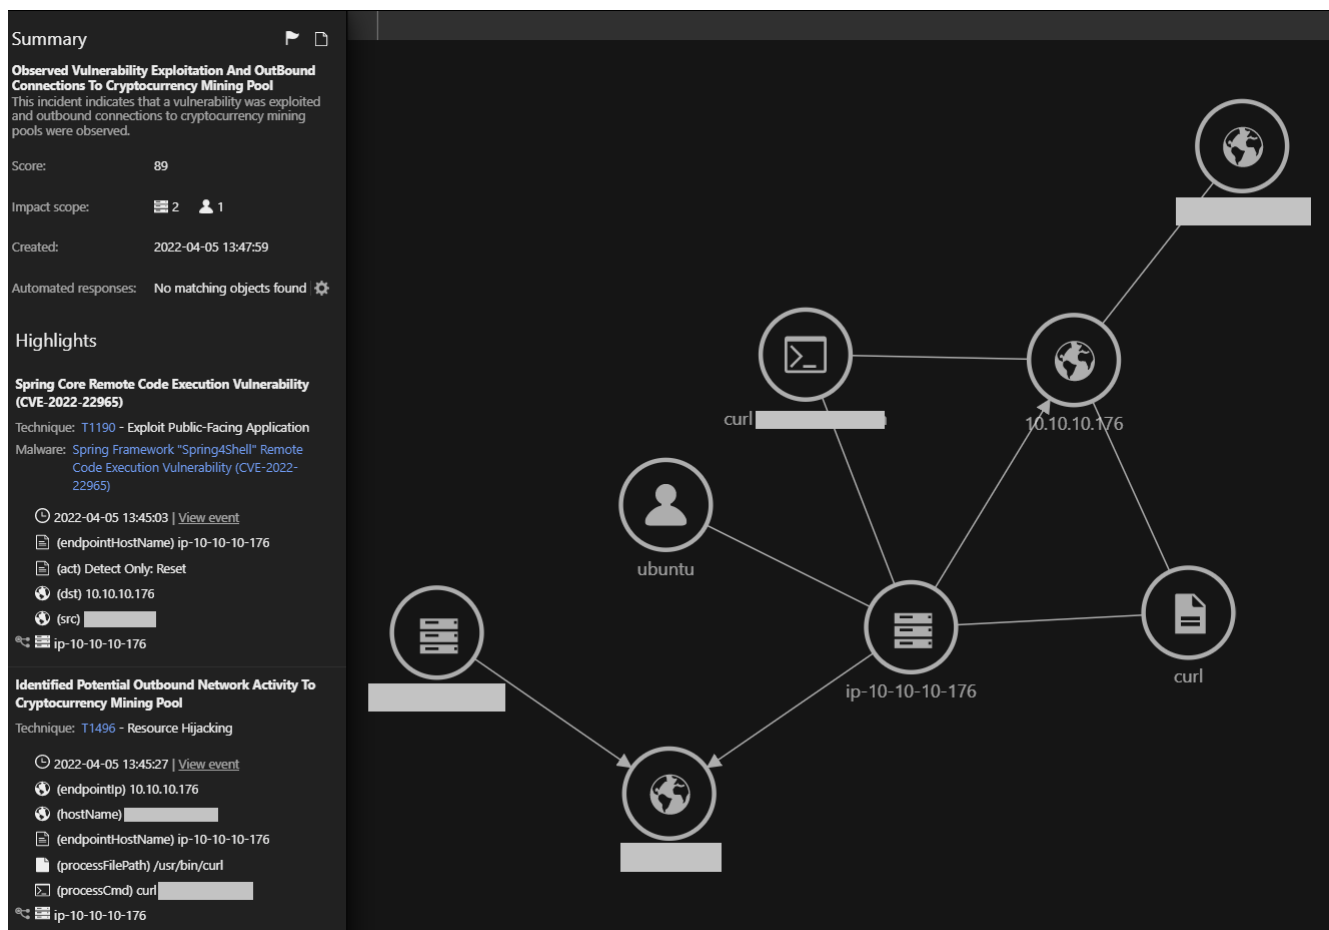 Summary
Observed Vulnerability Exploitation And OutBound
Connections To Cryptocurrency Mining Pool
This incident indicates that a vulnerability was exploited
and outbound connections to cryptocurrency mining
pools were observed.
Score: 89
Impact scope: 2 1
Created: 2022-04-05 13:47:59
Automated responses: No matching objects found
Highlights
Spring Core Remote Code Execution Vulnerability
(CVE-2022-22965)
Technique: T1190 - Exploit Public-Facing Application
Malware: Spring Framework "Spring4Shell" Remote
Code Execution Vulnerability (CVE-2022-
22965)
2022-04-05 13:45:03 | View event
(endpointHostName) ip-10-10-10-176
(act) Detect Only: Reset
(dst) 10.10.10.176
(src)
ip-10-10-10-176
Identified Potential Outbound Network Activity To
Cryptocurrency Mining Pool
Technique: T1496 - Resource Hijacking
2022-04-05 13:45:27 | View event
(endpointIp) 10.10.10.176
(hostName)
(endpointHostName) ip-10-10-10-176
(processFilePath) /usr/bin/curl
(processCmd) curl
ip-10-10-10-176
curl
10.10.10.176
ubuntu
ip-10-10-10-176
curl